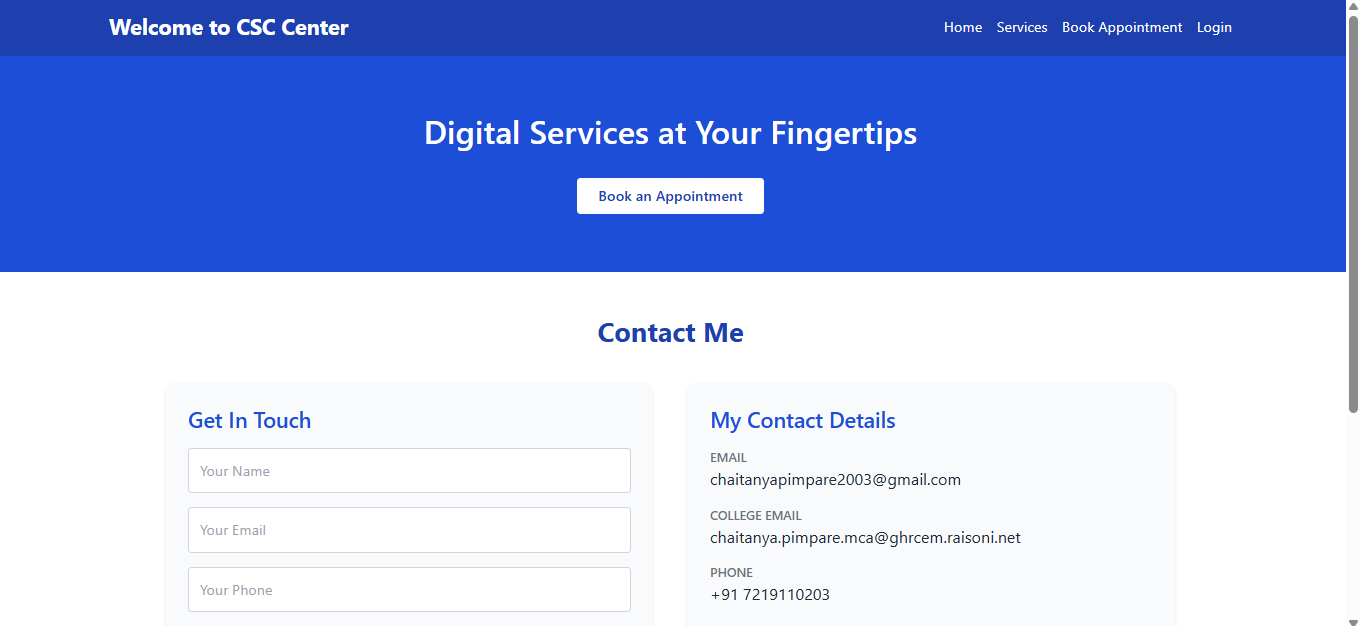 Welcome to CSC Center
Home Services Book Appointment Login
Digital Services at Your Fingertips
Book an Appointment
Contact Me
Get In Touch
Your Name
Your Email
Your Phone
My Contact Details
EMAIL
chaitanyapimpare2003@gmail.com
COLLEGE EMAIL
chaitanya.pimpare.mca@ghrcem.raisoni.net
PHONE
+91 7219110203